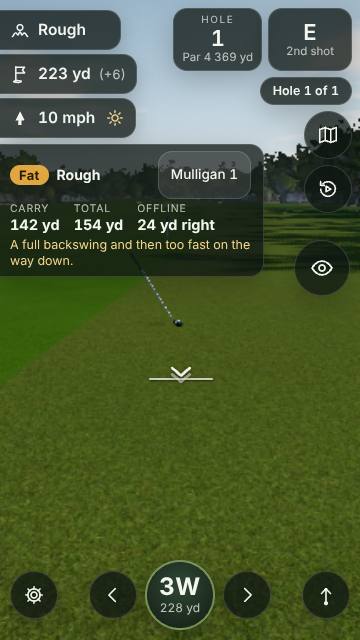 Rough
223 yd (+6)
10 mph
HOLE
1
Par 4 369 yd
E
2nd shot
Hole 1 of 1
Fat Rough
Mulligan 1
CARRY TOTAL OFFLINE
142 yd 154 yd 24 yd right
A full backswing and then too fast on the
way down.
3W
228 yd